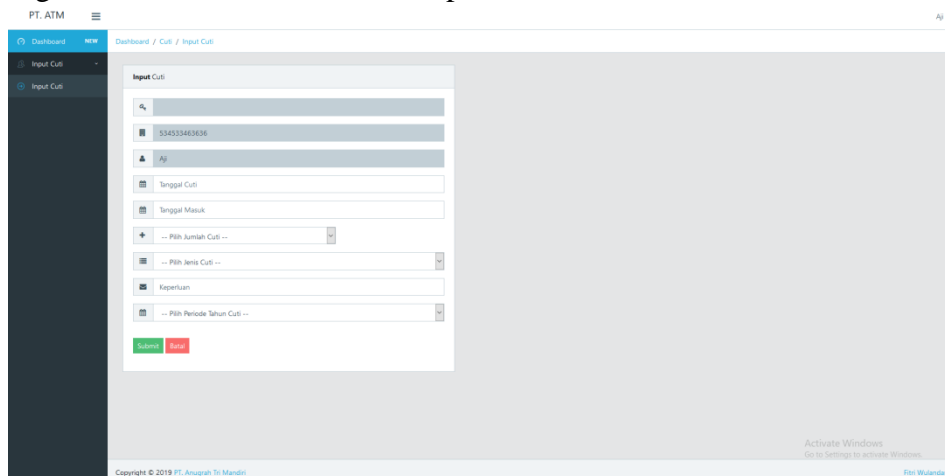 PT. ATM
Aji
Dashboard NEW
Dashboard / Cuti / Input Cuti
Input Cuti
Input Cuti
Input Cuti
534533463636
Aji
Tanggal Cuti
Tanggal Masuk
-- Pilih Jumlah Cuti --
-- Pilih Jenis Cuti --
Keperluan
-- Pilih Periode Tahun Cuti --
Submit Batal
Activate Windows
Go to Settings to activate Windows.
Copyright © 2019 PT. Anugrah Tri Mandiri
Fitri Wulanda